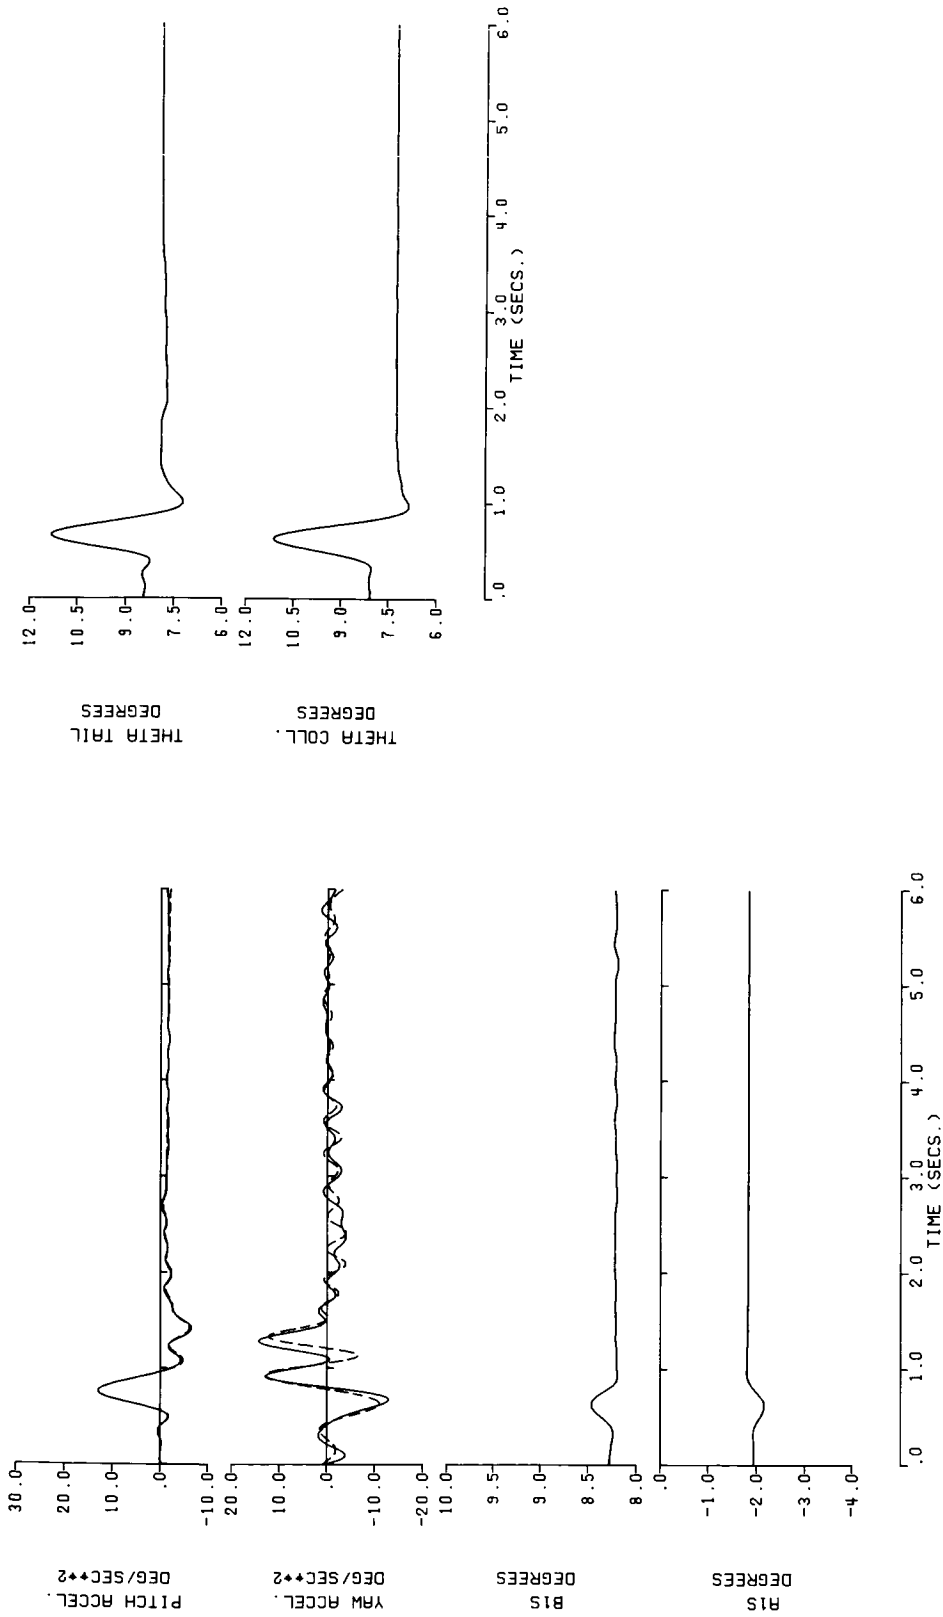 12.0
10.5
9.0
7.5
6.0
THETA TAIL
DEGREES
12.0
10.5
9.0
7.5
6.0
THETA COLL.
DEGREES
.0 1.0 2.0 3.0 4.0 5.0 6.0
TIME (SECS.)
30.0
20.0
10.0
.0
-10.0
PITCH ACCEL.
DEG/SEC**2
20.0
10.0
.0
-10.0
-20.0
YAW ACCEL.
DEG/SEC**2
10.0
9.5
9.0
8.5
8.0
B1S
DEGREES
.0
-1.0
-2.0
-3.0
-4.0
A1S
DEGREES
.0 1.0 2.0 3.0 4.0 5.0 6.0
TIME (SECS.)